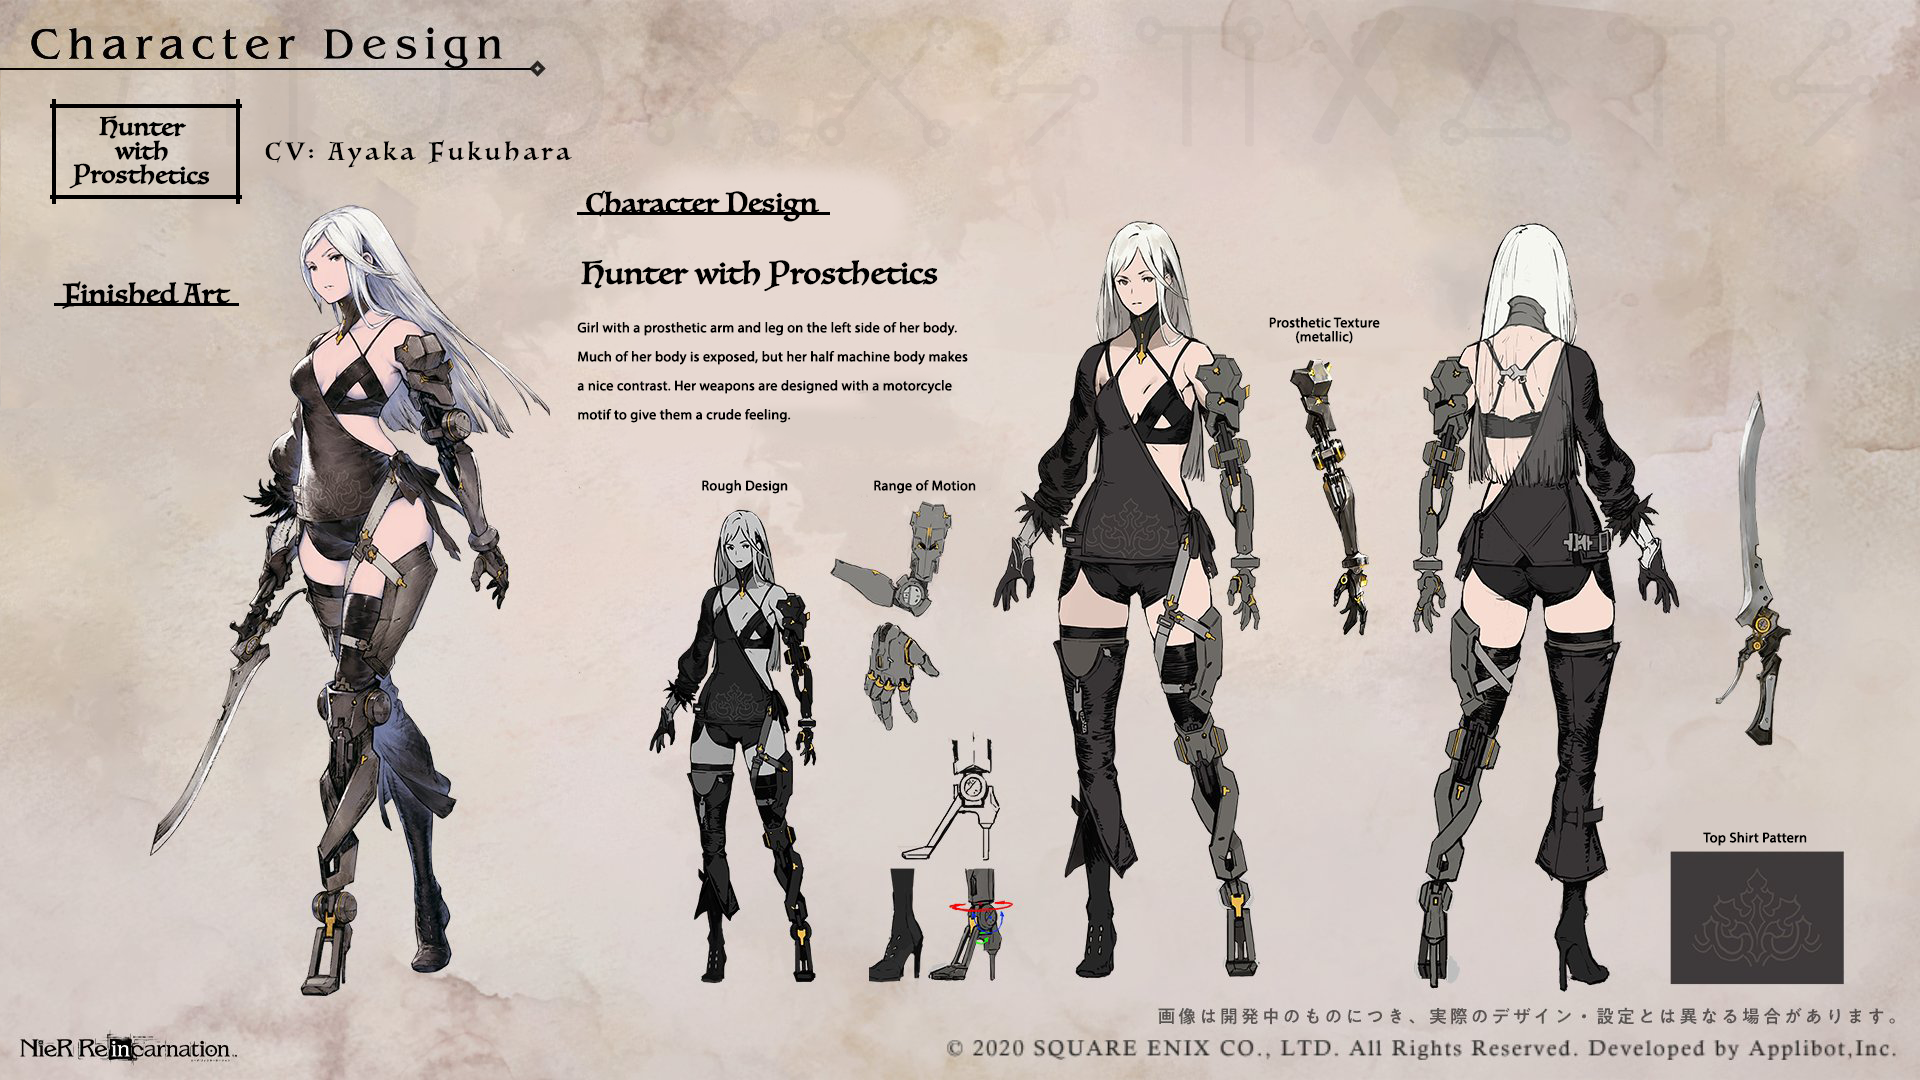 Character Design
Hunter
with
Prosthetics
CV: Ayaka Fukuhara
Finished Art
Character Design
Hunter with Prosthetics
Girl with a prosthetic arm and leg on the left side of her body.
Much of her body is exposed, but her half machine body makes
a nice contrast. Her weapons are designed with a motorcycle
motif to give them a crude feeling.
Rough Design
Range of Motion
Prosthetic Texture
(metallic)
Top Shirt Pattern
画像は開発中のものにつき、実際のデザイン・設定とは異なる場合があります。
NieR Re[in]carnation
© 2020 SQUARE ENIX CO., LTD. All Rights Reserved. Developed by Applibot,Inc.